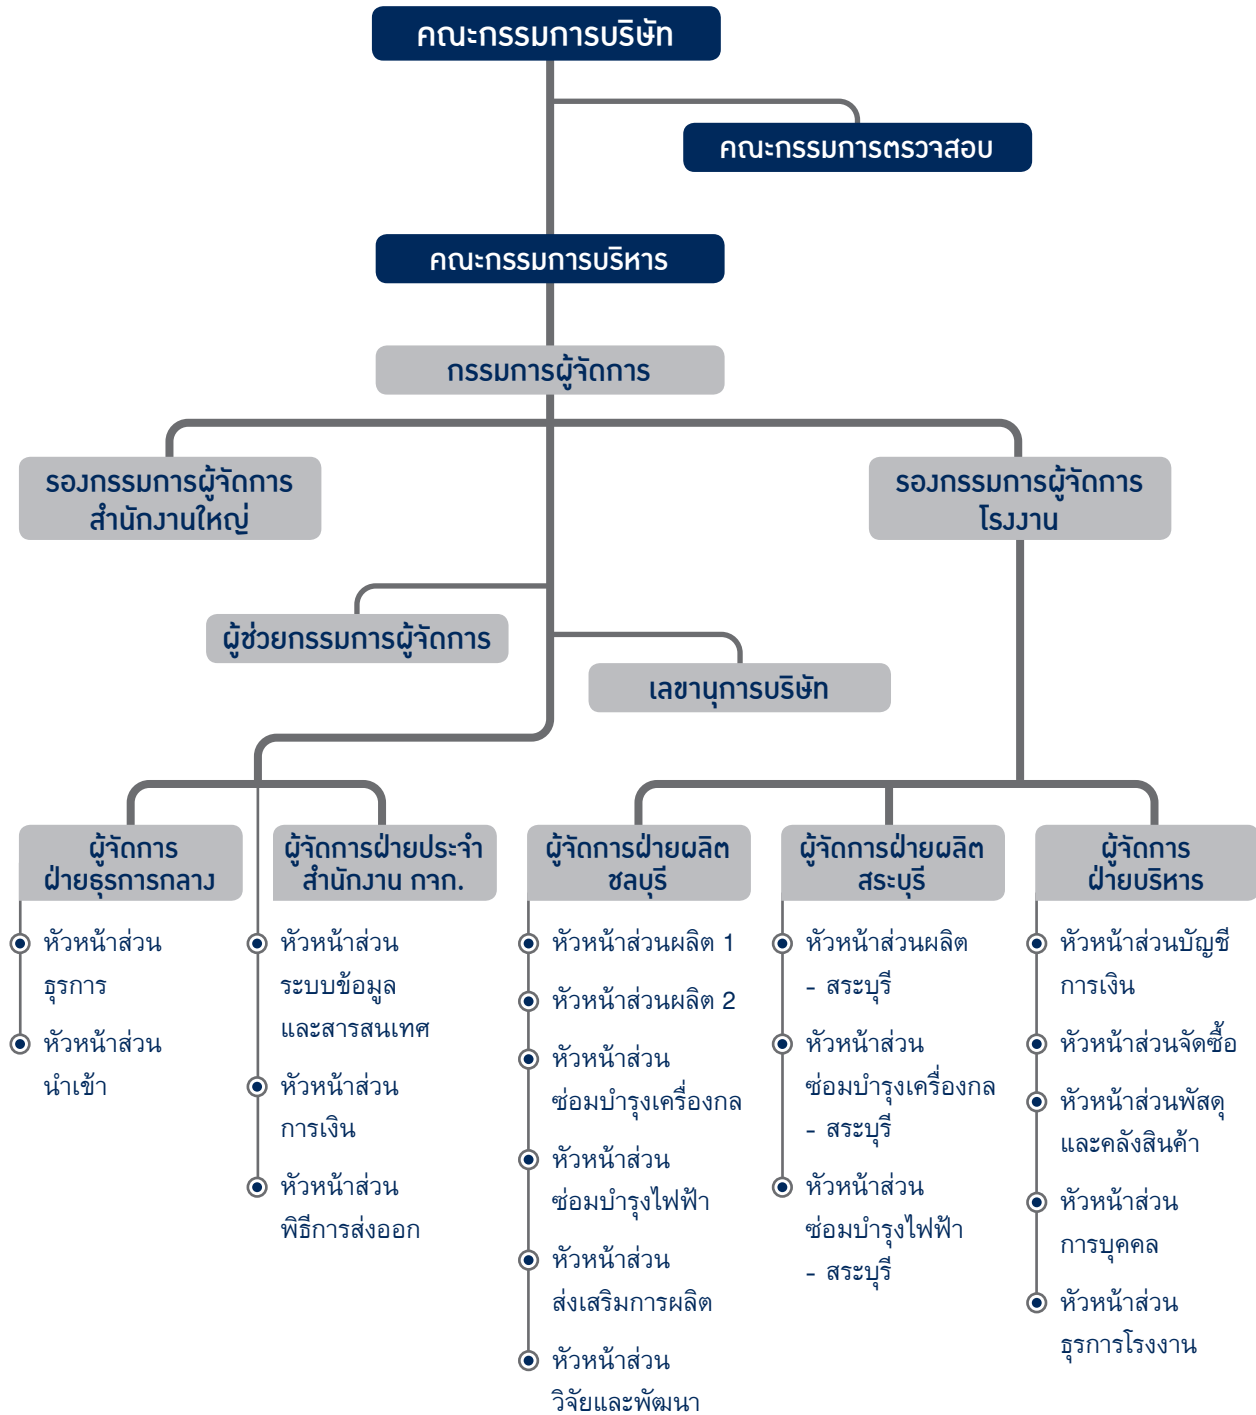 คณะกรรมการบริษัท
คณะกรรมการตรวจสอบ
คณะกรรมการบริหาร
กรรมการผู้จัดการ
รองกรรมการผู้จัดการ
สำนักงานใหญ่
รองกรรมการผู้จัดการ
โรงงาน
ผู้ช่วยกรรมการผู้จัดการ
เลขานุการบริษัท
ผู้จัดการ
ฝ่ายธุรการกลาง
หัวหน้าส่วน
ธุรการ
หัวหน้าส่วน
นำเข้า
ผู้จัดการฝ่ายประจำ
สำนักงาน กจก.
หัวหน้าส่วน
ระบบข้อมูล
และสารสนเทศ
หัวหน้าส่วน
การเงิน
หัวหน้าส่วน
พิธีการส่งออก
ผู้จัดการฝ่ายผลิต
ชลบุรี
หัวหน้าส่วนผลิต 1
หัวหน้าส่วนผลิต 2
หัวหน้าส่วน
ซ่อมบำรุงเครื่องกล
หัวหน้าส่วน
ซ่อมบำรุงไฟฟ้า
หัวหน้าส่วน
ส่งเสริมการผลิต
หัวหน้าส่วน
วิจัยและพัฒนา
ผู้จัดการฝ่ายผลิต
สระบุรี
หัวหน้าส่วนผลิต
- สระบุรี
หัวหน้าส่วน
ซ่อมบำรุงเครื่องกล
- สระบุรี
หัวหน้าส่วน
ซ่อมบำรุงไฟฟ้า
- สระบุรี
ผู้จัดการ
ฝ่ายบริหาร
หัวหน้าส่วนบัญชี
การเงิน
หัวหน้าส่วนจัดซื้อ
หัวหน้าส่วนพัสดุ
และคลังสินค้า
หัวหน้าส่วน
การบุคคล
หัวหน้าส่วน
ธุรการโรงงาน